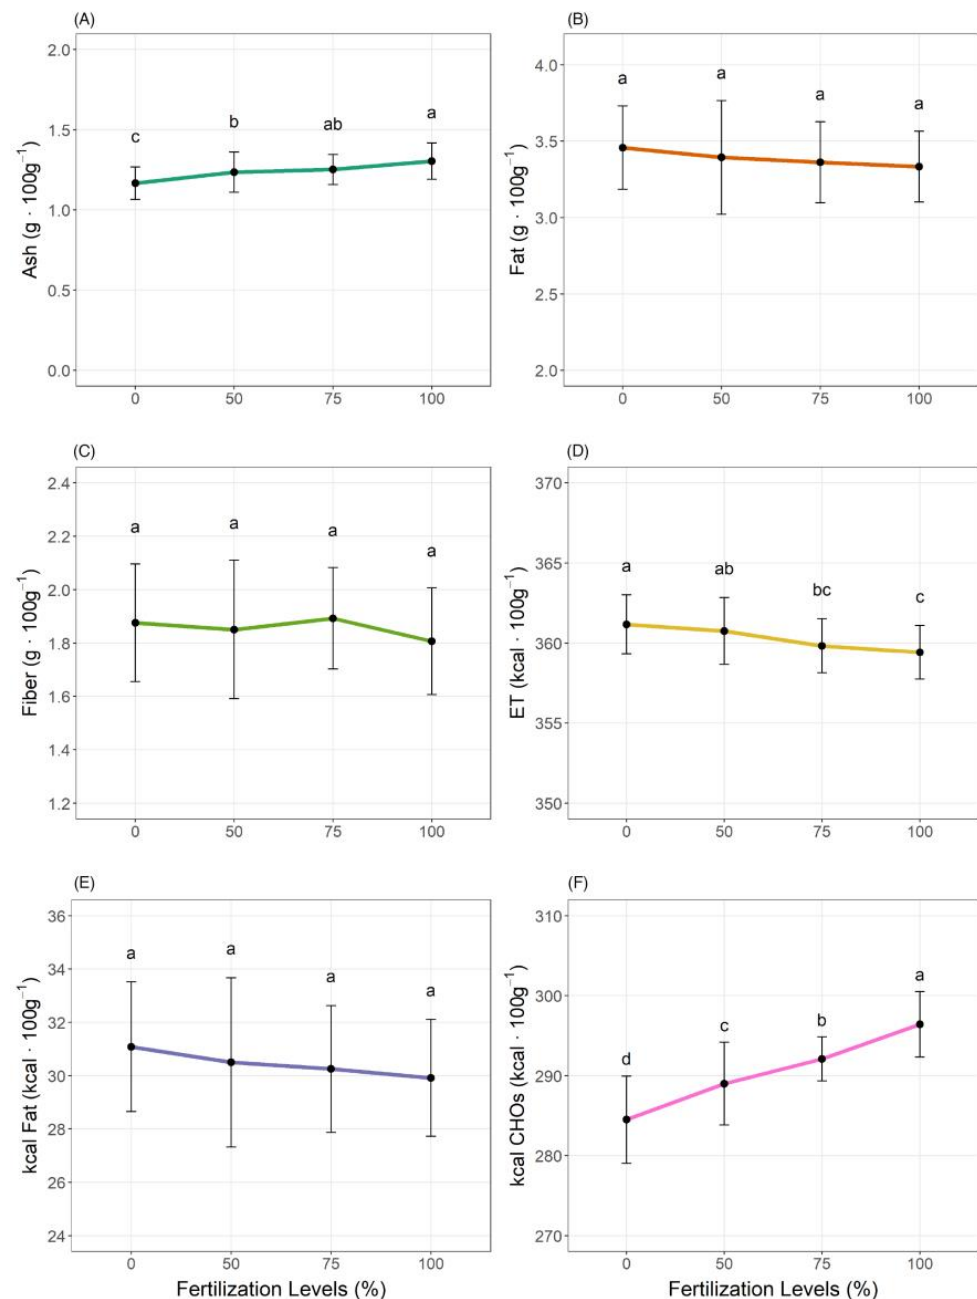 (A)
2.0
1.5
1.0
0.5
0.0
Ash (g · 100g⁻¹)
c
b
ab
a
0 50 75 100
(B)
4.0
3.5
3.0
2.5
2.0
Fat (g · 100g⁻¹)
a
a
a
a
0 50 75 100
(C)
2.4
2.2
2.0
1.8
1.6
1.4
1.2
Fiber (g · 100g⁻¹)
a
a
a
a
0 50 75 100
(D)
370
365
360
355
350
ET (kcal · 100g⁻¹)
a
ab
bc
c
0 50 75 100
(E)
36
34
32
30
28
26
24
kcal Fat (kcal · 100g⁻¹)
a
a
a
a
0 50 75 100
Fertilization Levels (%)
(F)
310
300
290
280
270
kcal CHOs (kcal · 100g⁻¹)
d
c
b
a
0 50 75 100
Fertilization Levels (%)